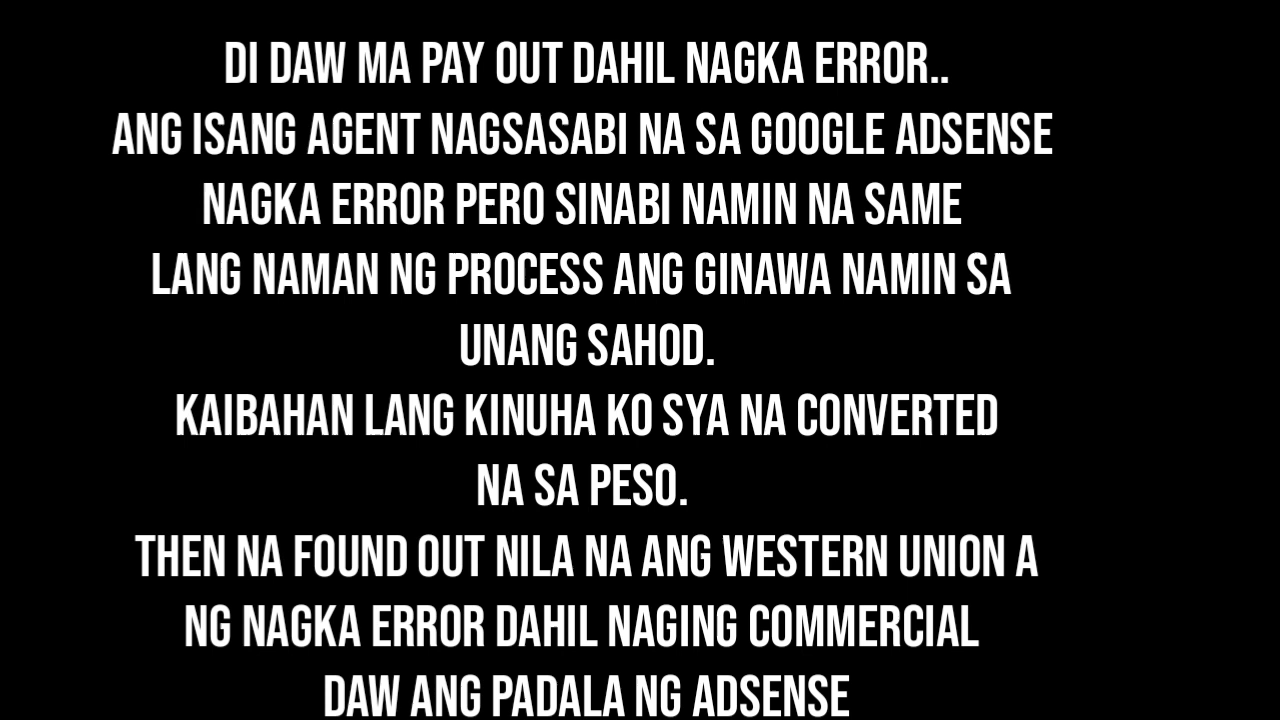 DI DAW MA PAY OUT DAHIL NAGKA ERROR..
ANG ISANG AGENT NAGSASABI NA SA GOOGLE ADSENSE
NAGKA ERROR PERO SINABI NAMIN NA SAME
LANG NAMAN NG PROCESS ANG GINAWA NAMIN SA
UNANG SAHOD.
KAIBAHAN LANG KINUHA KO SYA NA CONVERTED
NA SA PESO.
THEN NA FOUND OUT NILA NA ANG WESTERN UNION A
NG NAGKA ERROR DAHIL NAGING COMMERCIAL
DAW ANG PADALA NG ADSENSE